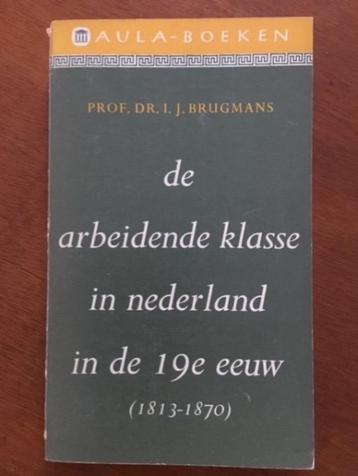 AULA-BOEKEN
PROF. DR. I. J. BRUGMANS
de
arbeidende klasse
in nederland
in de 19e eeuw
(1813-1870)